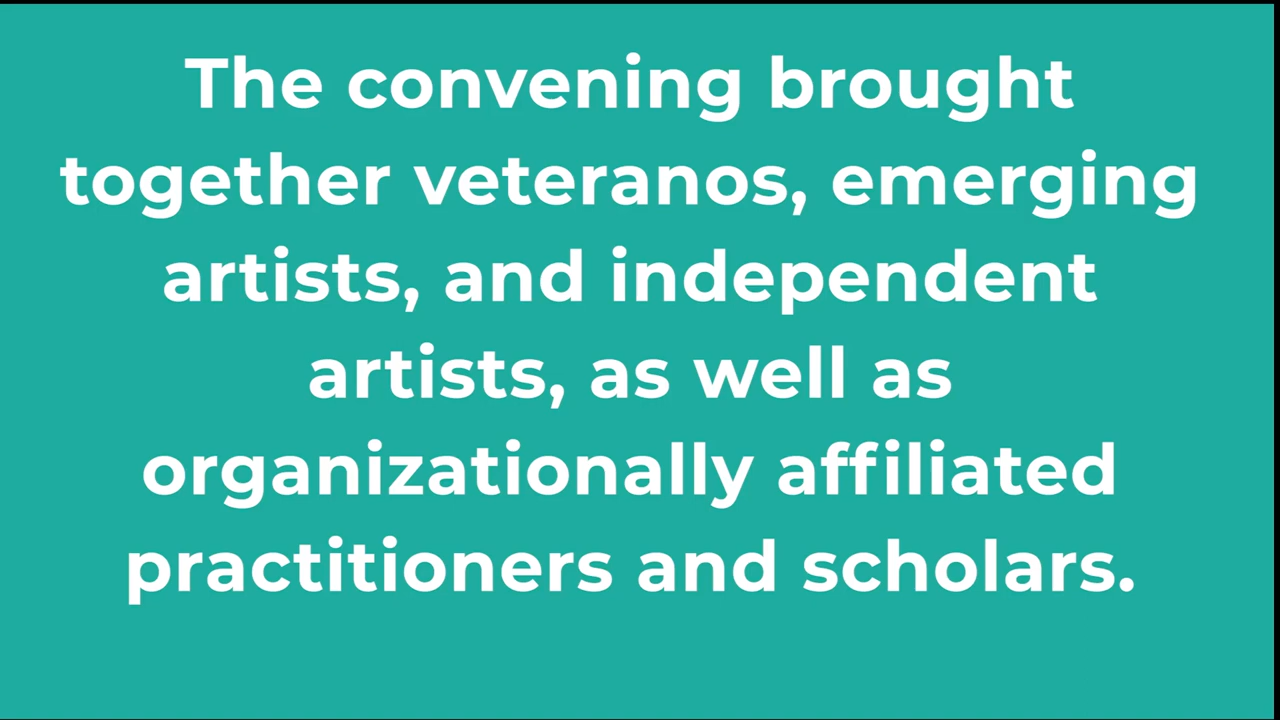 The convening brought
together veteranos, emerging
artists, and independent
artists, as well as
organizationally affiliated
practitioners and scholars.